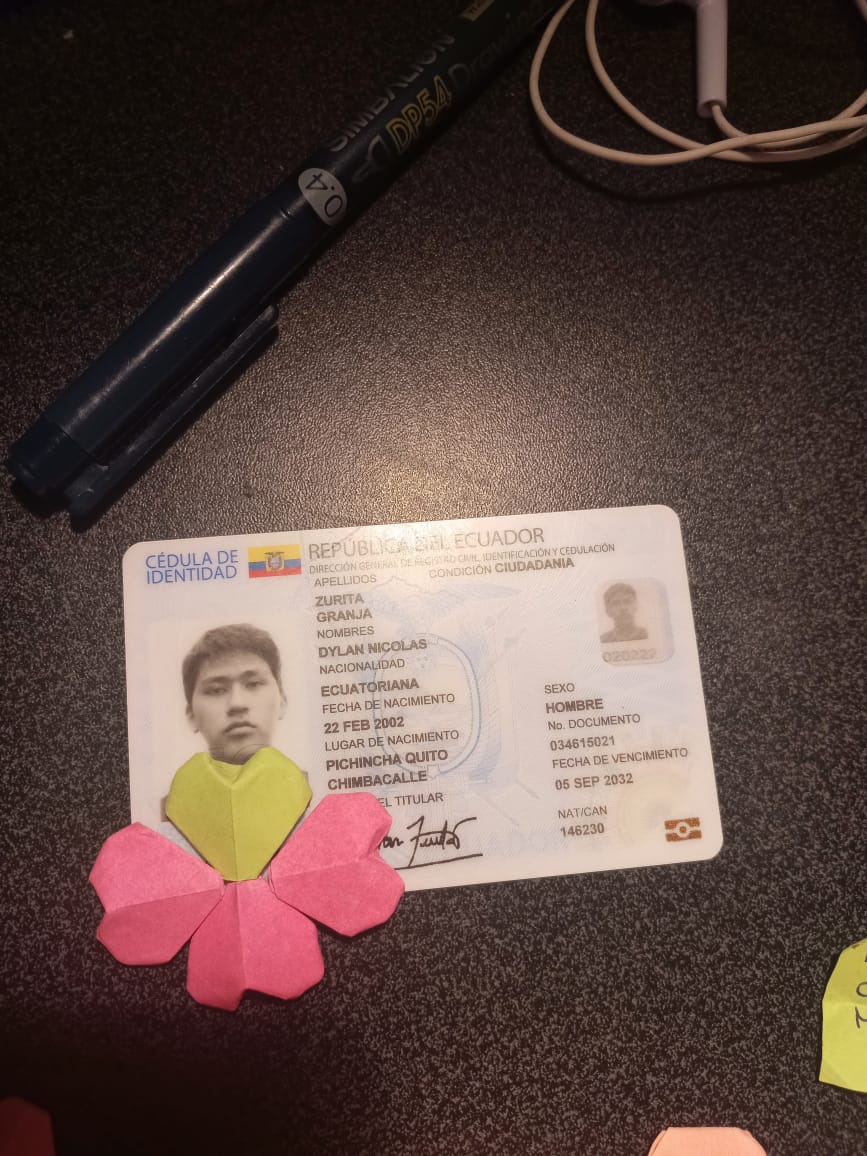 SIMBALION
DP54
0.4
CÉDULA DE
IDENTIDAD
REPÚBLICA DEL ECUADOR
DIRECCIÓN GENERAL DE REGISTRO CIVIL, IDENTIFICACIÓN Y CEDULACIÓN
APELLIDOS
CONDICIÓN CIUDADANIA
ZURITA
GRANJA
NOMBRES
DYLAN NICOLAS
NACIONALIDAD
ECUATORIANA
FECHA DE NACIMIENTO
22 FEB 2002
LUGAR DE NACIMIENTO
PICHINCHA QUITO
CHIMBACALLE
EL TITULAR
020222
SEXO
HOMBRE
No. DOCUMENTO
034615021
FECHA DE VENCIMIENTO
05 SEP 2032
NAT/CAN
146230